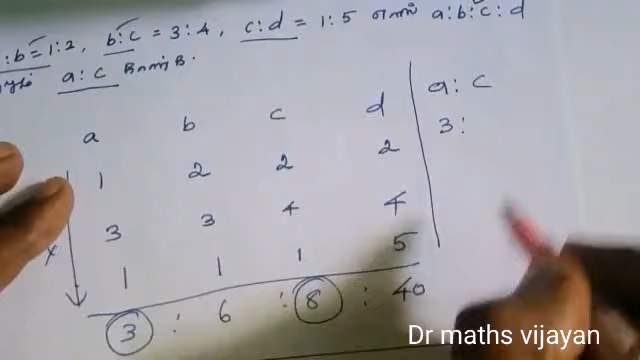 :b = 1:2, b:c = 3:4, c:d = 1:5 எனில் a:b:c:d
a:c காண்க.
a b c d
1 2 2 2
3 3 4 4
x
1 1 1 5
3 : 6 : 8 : 40
a : c
3 :
Dr maths vijayan